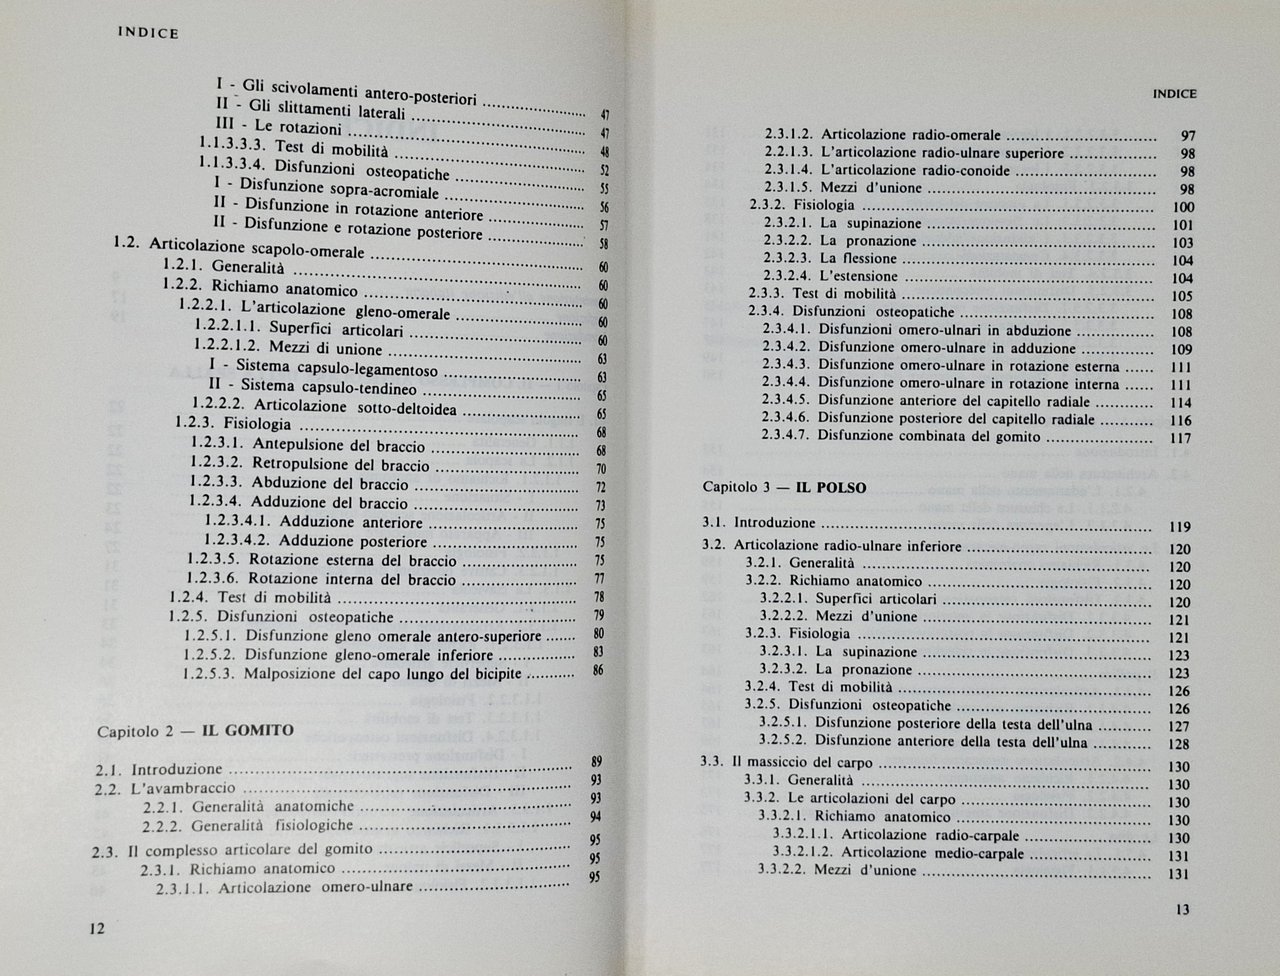 INDICE
I - Gli scivolamenti antero-posteriori ........................ 47
II - Gli slittamenti laterali ........................ 47
III - Le rotazioni ........................ 48
1.1.3.3.3. Test di mobilità ........................ 52
1.1.3.3.4. Disfunzioni osteopatiche ........................ 55
I - Disfunzione sopra-acromiale ........................ 56
II - Disfunzione in rotazione anteriore ........................ 57
II - Disfunzione e rotazione posteriore ........................ 58
1.2. Articolazione scapolo-omerale ........................ 60
1.2.1. Generalità ........................ 60
1.2.2. Richiamo anatomico ........................ 60
1.2.2.1. L'articolazione gleno-omerale ........................ 60
1.2.2.1.1. Superfici articolari ........................ 60
1.2.2.1.2. Mezzi di unione ........................ 63
I - Sistema capsulo-legamentoso ........................ 63
II - Sistema capsulo-tendineo ........................ 65
1.2.2.2. Articolazione sotto-deltoidea ........................ 65
1.2.3. Fisiologia ........................ 68
1.2.3.1. Antepulsione del braccio ........................ 68
1.2.3.2. Retropulsione del braccio ........................ 70
1.2.3.3. Abduzione del braccio ........................ 72
1.2.3.4. Adduzione del braccio ........................ 73
1.2.3.4.1. Adduzione anteriore ........................ 75
1.2.3.4.2. Adduzione posteriore ........................ 75
1.2.3.5. Rotazione esterna del braccio ........................ 75
1.2.3.6. Rotazione interna del braccio ........................ 77
1.2.4. Test di mobilità ........................ 78
1.2.5. Disfunzioni osteopatiche ........................ 79
1.2.5.1. Disfunzione gleno omerale antero-superiore ....... 80
1.2.5.2. Disfunzione gleno-omerale inferiore ................ 83
1.2.5.3. Malposizione del capo lungo del bicipite .......... 86
Capitolo 2 — IL GOMITO
2.1. Introduzione ........................ 89
2.2. L'avambraccio ........................ 93
2.2.1. Generalità anatomiche ........................ 93
2.2.2. Generalità fisiologiche ........................ 94
2.3. Il complesso articolare del gomito ........................ 95
2.3.1. Richiamo anatomico ........................ 95
2.3.1.1. Articolazione omero-ulnare ........................ 95
12
INDICE
2.3.1.2. Articolazione radio-omerale ........................ 97
2.2.1.3. L'articolazione radio-ulnare superiore ................ 98
2.3.1.4. L'articolazione radio-conoide ........................ 98
2.3.1.5. Mezzi d'unione ........................ 98
2.3.2. Fisiologia ........................ 100
2.3.2.1. La supinazione ........................ 101
2.3.2.2. La pronazione ........................ 103
2.3.2.3. La flessione ........................ 104
2.3.2.4. L'estensione ........................ 104
2.3.3. Test di mobilità ........................ 105
2.3.4. Disfunzioni osteopatiche ........................ 108
2.3.4.1. Disfunzioni omero-ulnari in abduzione ................ 108
2.3.4.2. Disfunzione omero-ulnare in adduzione .............. 109
2.3.4.3. Disfunzione omero-ulnare in rotazione esterna ...... 111
2.3.4.4. Disfunzione omero-ulnare in rotazione interna ...... 111
2.3.4.5. Disfunzione anteriore del capitello radiale ............ 114
2.3.4.6. Disfunzione posteriore del capitello radiale ........... 116
2.3.4.7. Disfunzione combinata del gomito .................... 117
Capitolo 3 — IL POLSO
3.1. Introduzione ........................ 119
3.2. Articolazione radio-ulnare inferiore ........................ 120
3.2.1. Generalità ........................ 120
3.2.2. Richiamo anatomico ........................ 120
3.2.2.1. Superfici articolari ........................ 120
3.2.2.2. Mezzi d'unione ........................ 121
3.2.3. Fisiologia ........................ 121
3.2.3.1. La supinazione ........................ 123
3.2.3.2. La pronazione ........................ 123
3.2.4. Test di mobilità ........................ 126
3.2.5. Disfunzioni osteopatiche ........................ 126
3.2.5.1. Disfunzione posteriore della testa dell'ulna ........... 127
3.2.5.2. Disfunzione anteriore della testa dell'ulna ............ 128
3.3. Il massiccio del carpo ........................ 130
3.3.1. Generalità ........................ 130
3.3.2. Le articolazioni del carpo ........................ 130
3.3.2.1. Richiamo anatomico ........................ 130
3.3.2.1.1. Articolazione radio-carpale ........................ 130
3.3.2.1.2. Articolazione medio-carpale ........................ 131
3.3.2.2. Mezzi d'unione ........................ 131
13